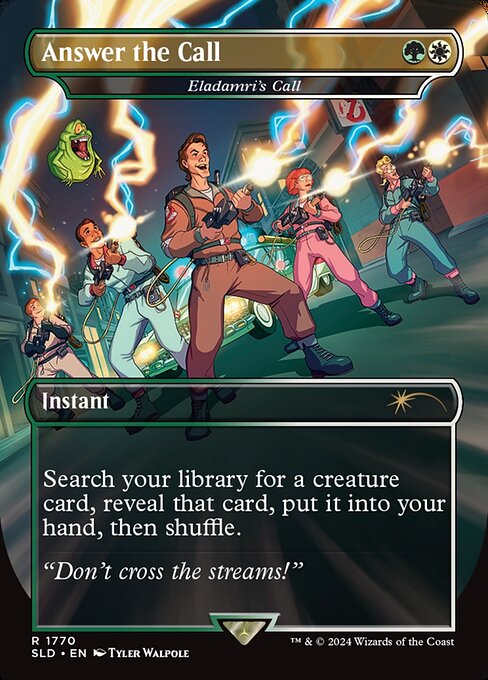 Answer the Call
Eladamri's Call
Instant
Search your library for a creature
card, reveal that card, put it into your
hand, then shuffle.
“Don't cross the streams!”
R 1770
SLD • EN Tyler Walpole
™ & © 2024 Wizards of the Coast